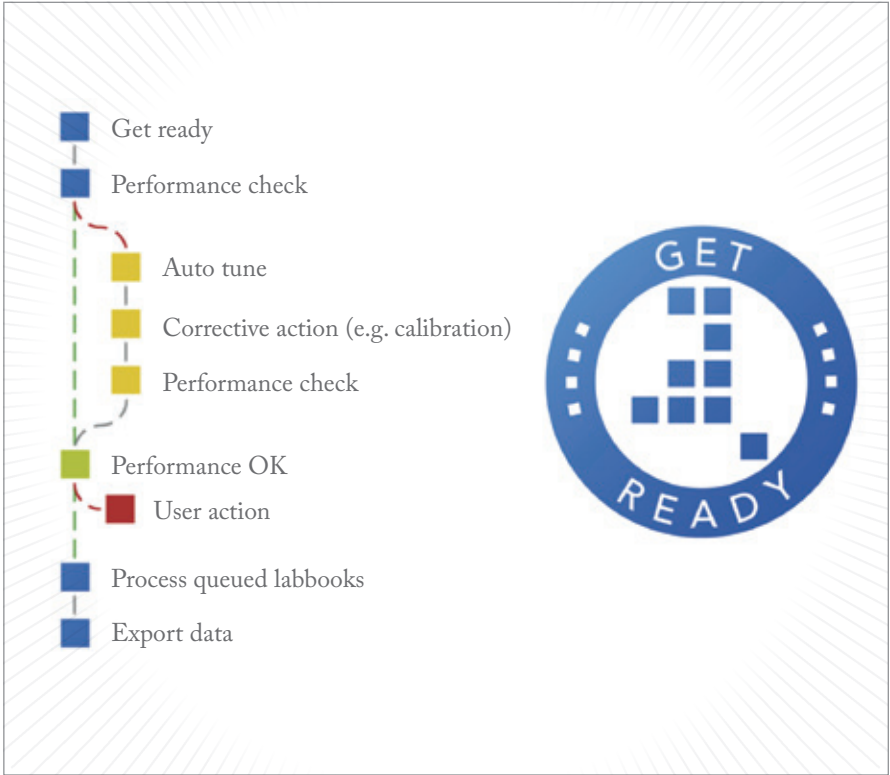 Get ready
Performance check
Auto tune
Corrective action (e.g. calibration)
Performance check
Performance OK
User action
Process queued labbooks
Export data
GET
READY